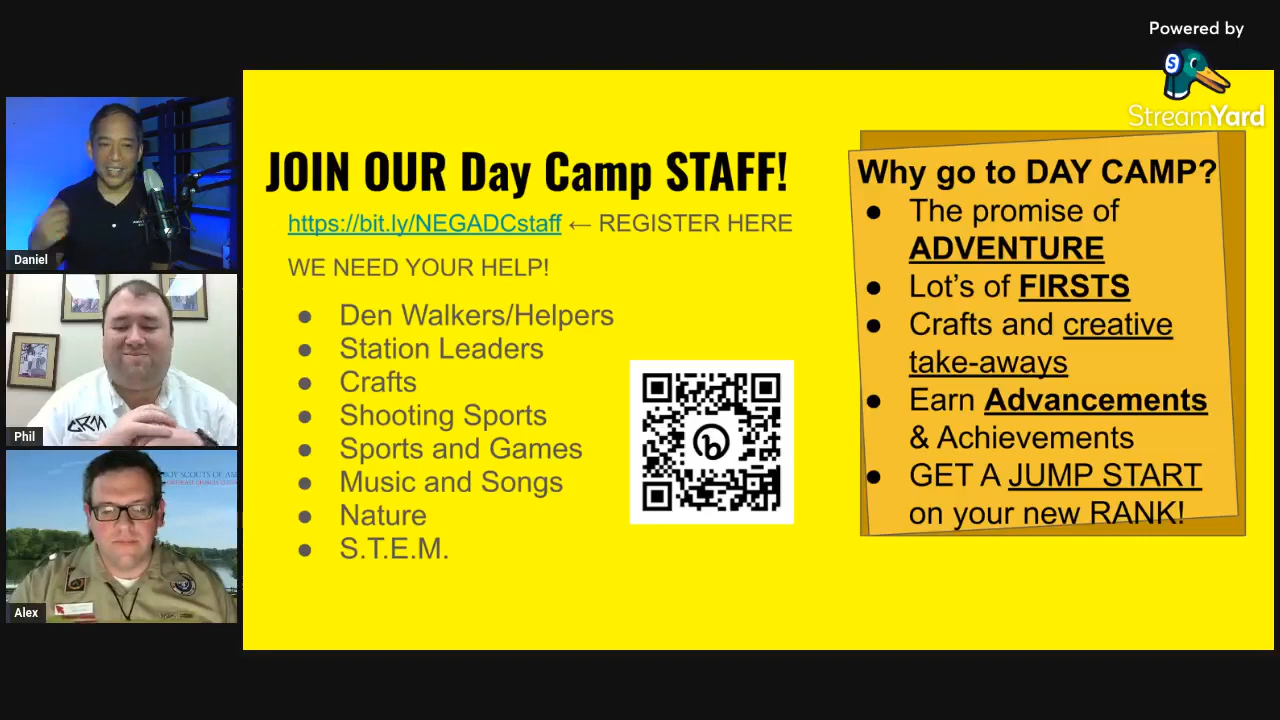 Powered by
StreamYard
JOIN OUR Day Camp STAFF!
https://bit.ly/NEGADCstaff ← REGISTER HERE
WE NEED YOUR HELP!
● Den Walkers/Helpers
● Station Leaders
● Crafts
● Shooting Sports
● Sports and Games
● Music and Songs
● Nature
● S.T.E.M.
Why go to DAY CAMP?
● The promise of
ADVENTURE
● Lot's of FIRSTS
● Crafts and creative
take-aways
● Earn Advancements
& Achievements
● GET A JUMP START
on your new RANK!
Daniel
Phil
Alex